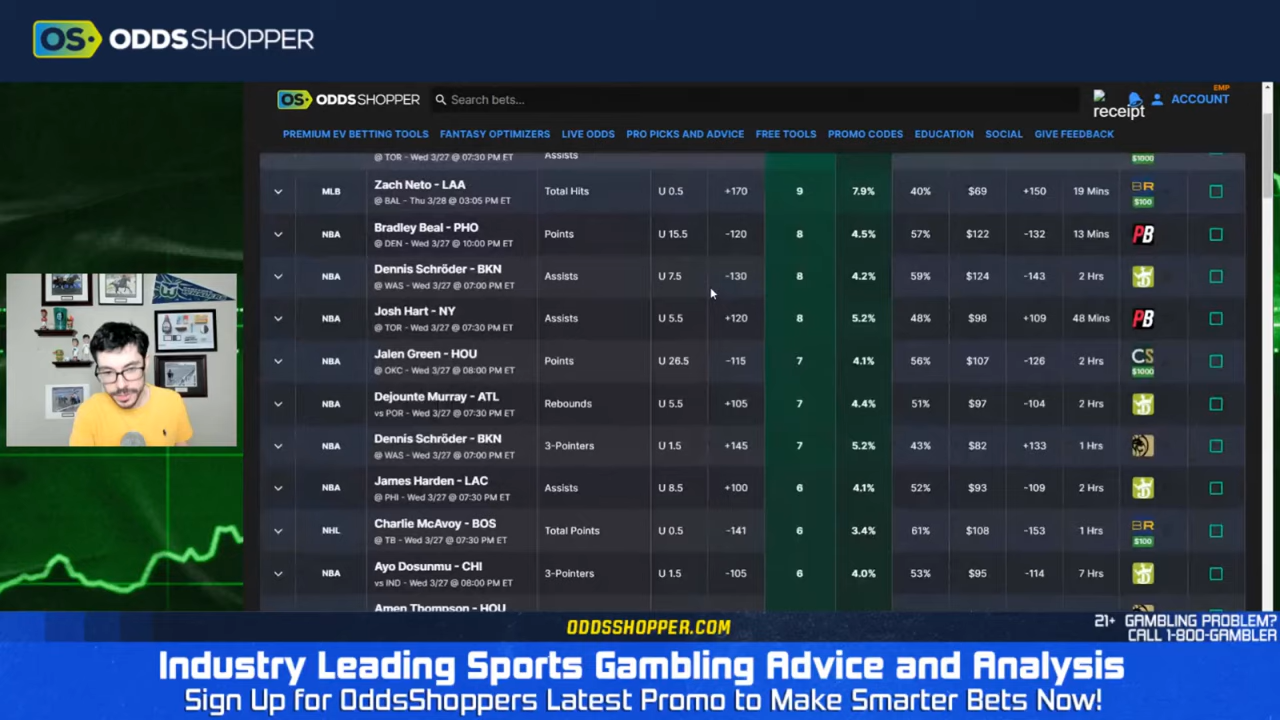 OS ODDSSHOPPER
OS ODDSSHOPPER
Search bets...
receipt
EMP
ACCOUNT
PREMIUM EV BETTING TOOLS FANTASY OPTIMIZERS LIVE ODDS PRO PICKS AND ADVICE FREE TOOLS PROMO CODES EDUCATION SOCIAL GIVE FEEDBACK
@ TOR - Wed 3/27 @ 07:30 PM ET Assists $1000
MLB Zach Neto - LAA Total Hits U 0.5 +170 9 7.9% 40% $69 +150 19 Mins BR
@ BAL - Thu 3/28 @ 03:05 PM ET $100
NBA Bradley Beal - PHO Points U 15.5 -120 8 4.5% 57% $122 -132 13 Mins PB
@ DEN - Wed 3/27 @ 10:00 PM ET
NBA Dennis Schröder - BKN Assists U 7.5 -130 8 4.2% 59% $124 -143 2 Hrs
@ WAS - Wed 3/27 @ 07:00 PM ET
NBA Josh Hart - NY Assists U 5.5 +120 8 5.2% 48% $98 +109 48 Mins PB
@ TOR - Wed 3/27 @ 07:30 PM ET
NBA Jalen Green - HOU Points U 26.5 -115 7 4.1% 56% $107 -126 2 Hrs CS
@ OKC - Wed 3/27 @ 08:00 PM ET $1000
NBA Dejounte Murray - ATL Rebounds U 5.5 +105 7 4.4% 51% $97 -104 2 Hrs
vs POR - Wed 3/27 @ 07:30 PM ET
NBA Dennis Schröder - BKN 3-Pointers U 1.5 +145 7 5.2% 43% $82 +133 1 Hrs
@ WAS - Wed 3/27 @ 07:00 PM ET
NBA James Harden - LAC Assists U 8.5 +100 6 4.1% 52% $93 -109 2 Hrs
@ PHI - Wed 3/27 @ 07:30 PM ET
NHL Charlie McAvoy - BOS Total Points U 0.5 -141 6 3.4% 61% $108 -153 1 Hrs BR
@ TB - Wed 3/27 @ 07:30 PM ET $100
NBA Ayo Dosunmu - CHI 3-Pointers U 1.5 -105 6 4.0% 53% $95 -114 7 Hrs
vs IND - Wed 3/27 @ 08:00 PM ET
Amen Thompson - HOU
ODDSSHOPPER.COM
21+ GAMBLING PROBLEM?
CALL 1-800-GAMBLER
Industry Leading Sports Gambling Advice and Analysis
Sign Up for OddsShoppers Latest Promo to Make Smarter Bets Now!